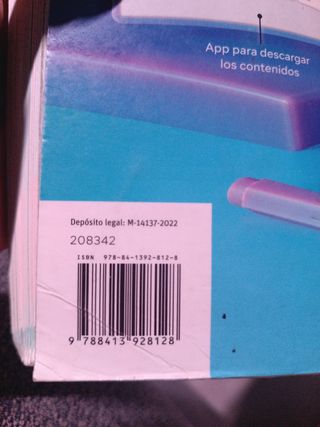 App para descargar
los contenidos
Depósito legal: M-14137-2022
208342
ISBN 978-84-1392-812-8
9 788413 928128